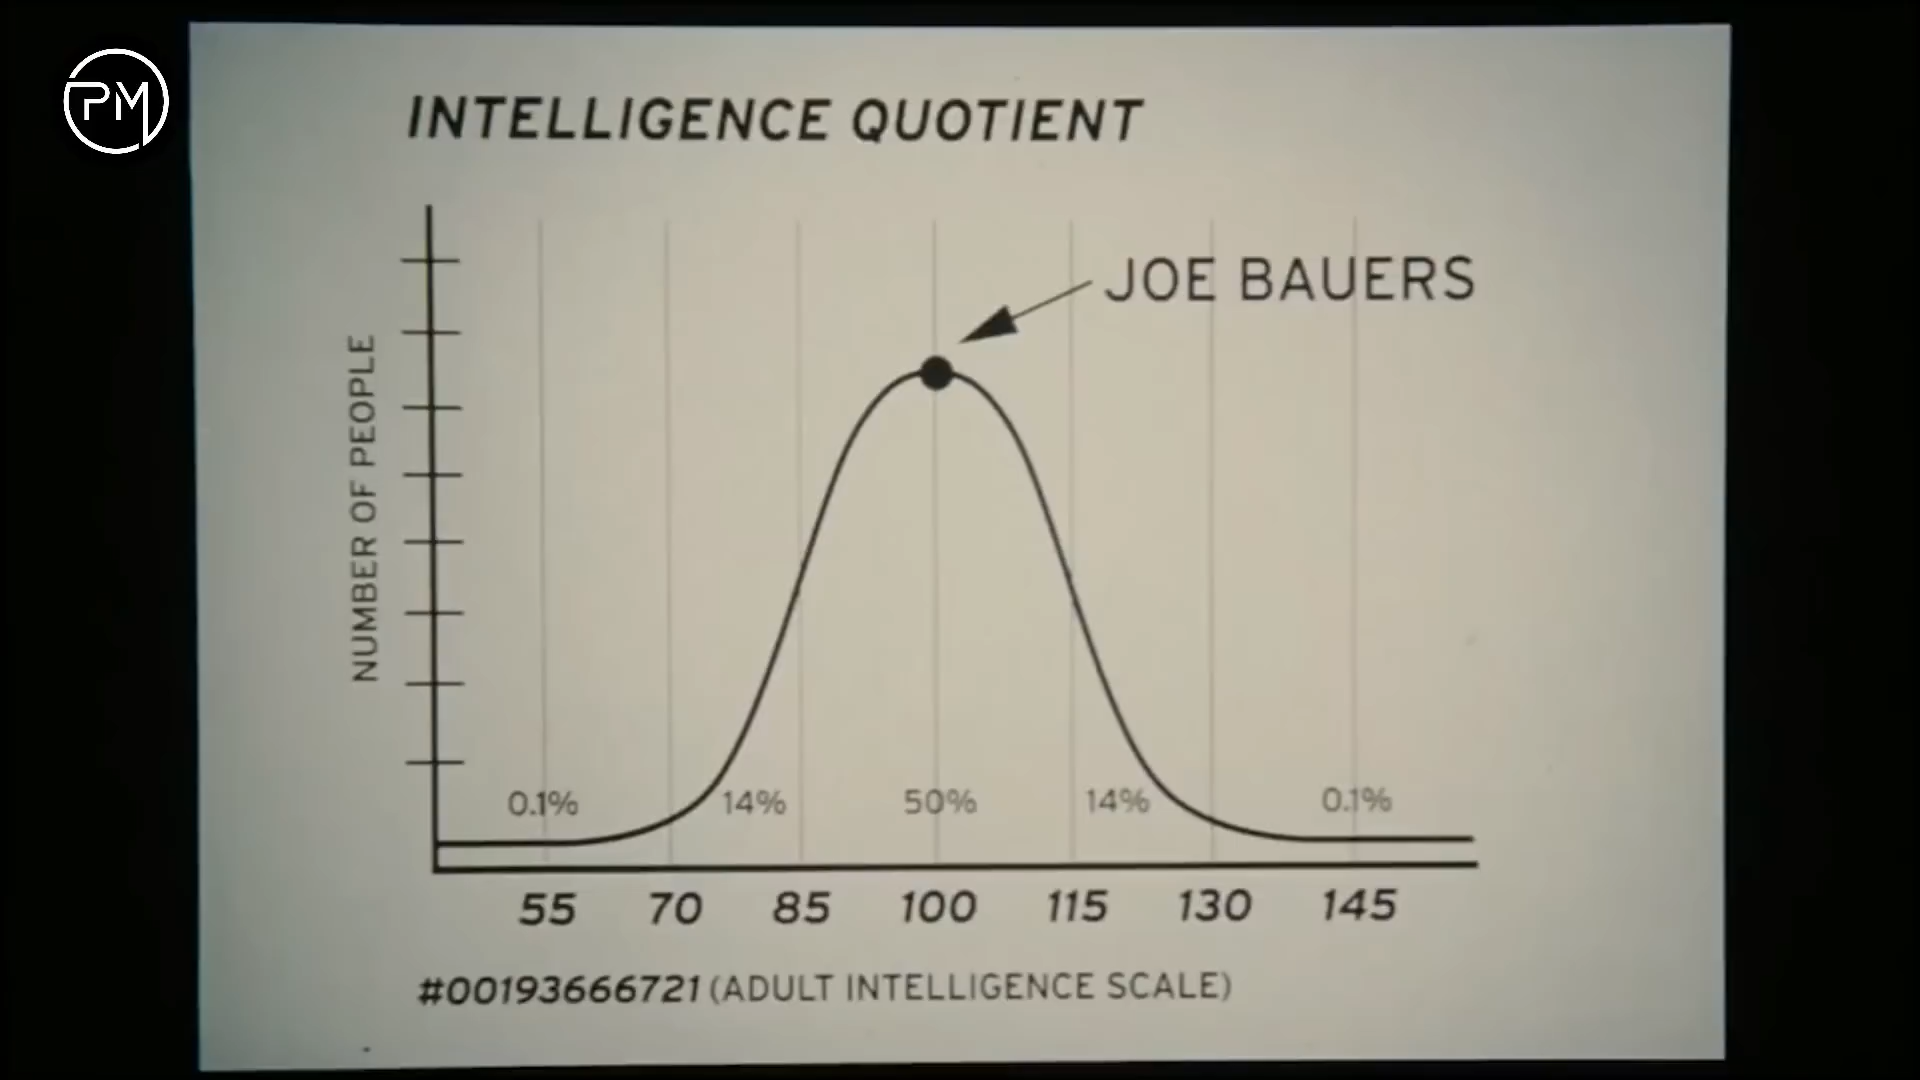 PM
INTELLIGENCE QUOTIENT
JOE BAUERS
NUMBER OF PEOPLE
0.1% 14% 50% 14% 0.1%
55 70 85 100 115 130 145
#00193666721 (ADULT INTELLIGENCE SCALE)